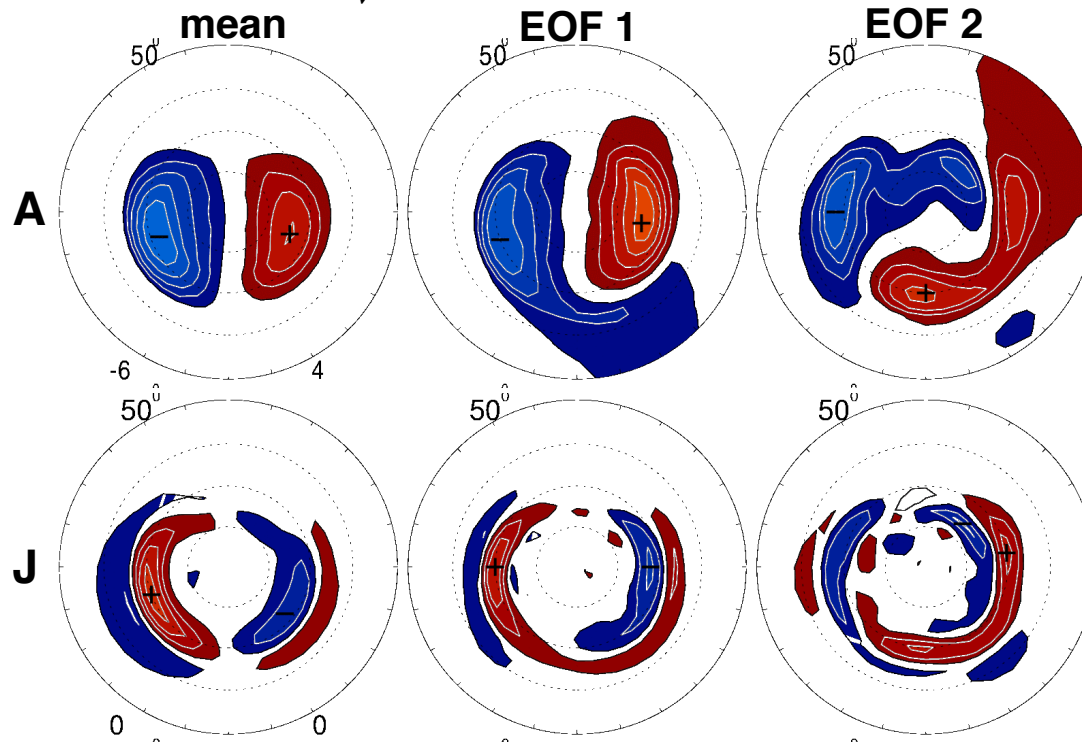 mean EOF 1 EOF 2
50° 50° 50°
A
− + − + − +
-6 4
50° 50° 50°
J
+ − + − − +
0 0